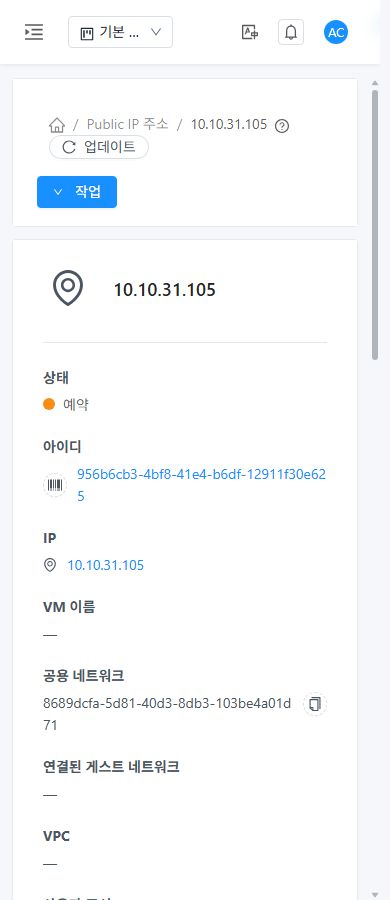 기본 ...
AC
/ Public IP 주소 / 10.10.31.105
업데이트
작업
10.10.31.105
상태
예약
아이디
956b6cb3-4bf8-41e4-b6df-12911f30e62
5
IP
10.10.31.105
VM 이름
—
공용 네트워크
8689dcfa-5d81-40d3-8db3-103be4a01d
71
연결된 게스트 네트워크
—
VPC
—